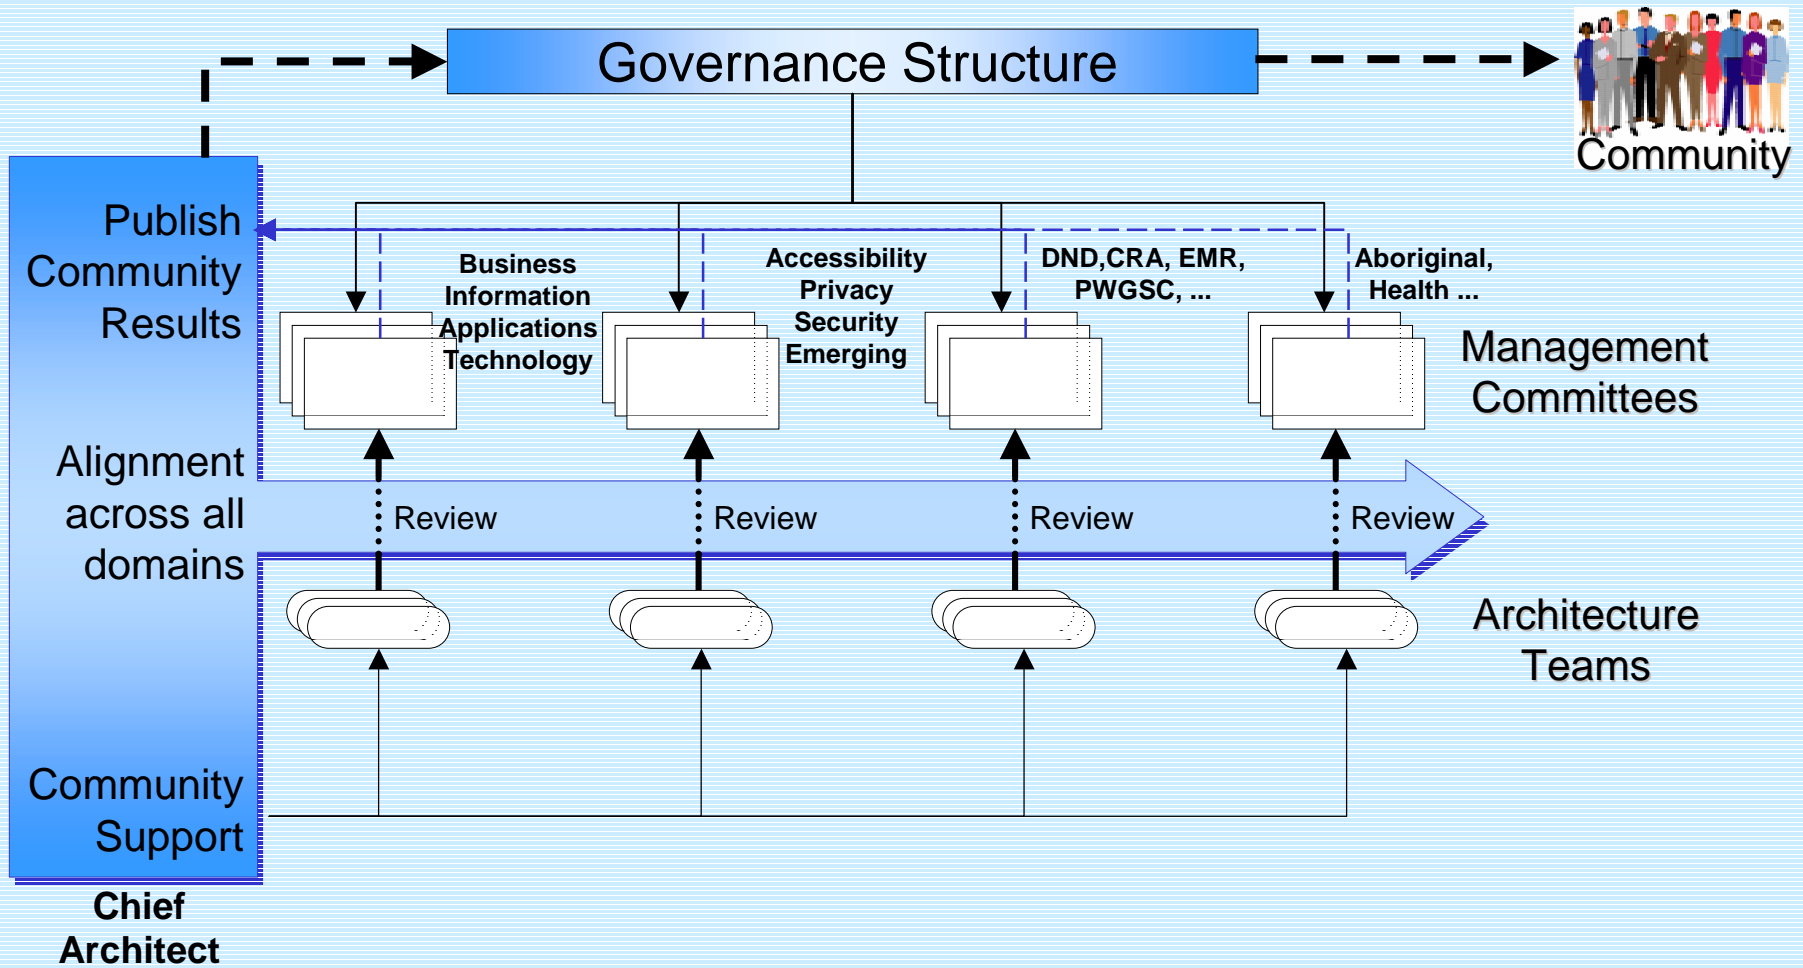 Governance Structure
Community
Publish
Community
Results
Business
Information
Applications
Technology
Accessibility
Privacy
Security
Emerging
DND,CRA, EMR,
PWGSC, ...
Aboriginal,
Health ...
Management
Committees
Alignment
across all
domains
Review
Review
Review
Review
Architecture
Teams
Community
Support
Chief
Architect